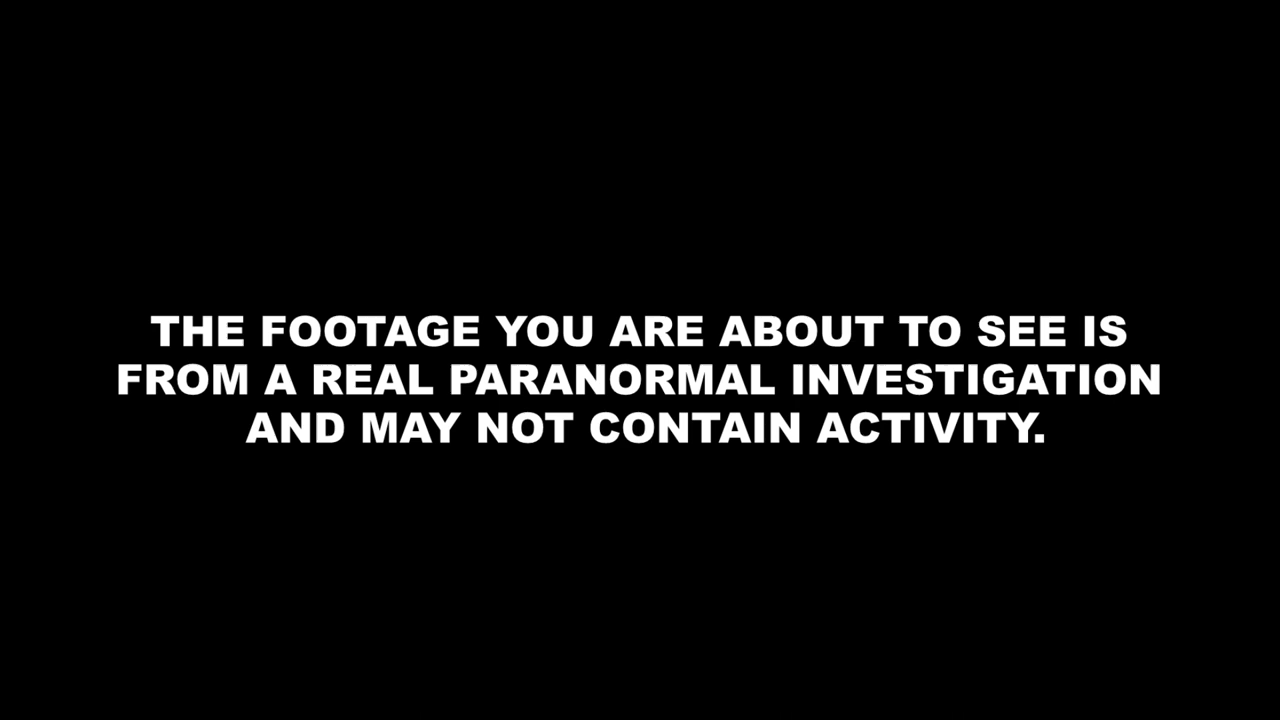 THE FOOTAGE YOU ARE ABOUT TO SEE IS
FROM A REAL PARANORMAL INVESTIGATION
AND MAY NOT CONTAIN ACTIVITY.